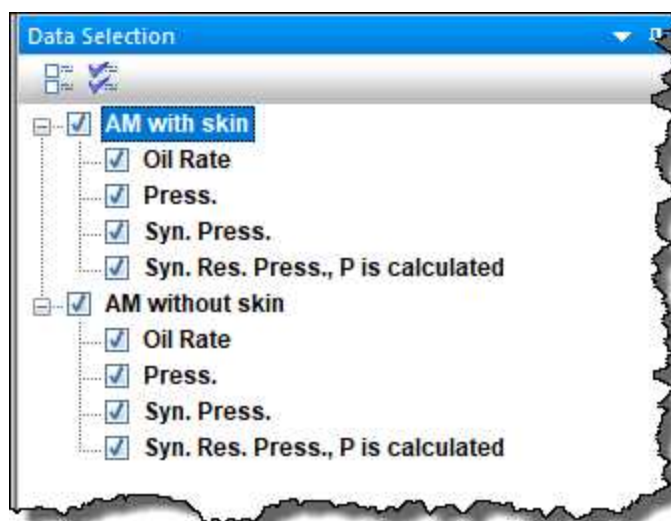 Data Selection
AM with skin
Oil Rate
Press.
Syn. Press.
Syn. Res. Press., P is calculated
AM without skin
Oil Rate
Press.
Syn. Press.
Syn. Res. Press., P is calculated